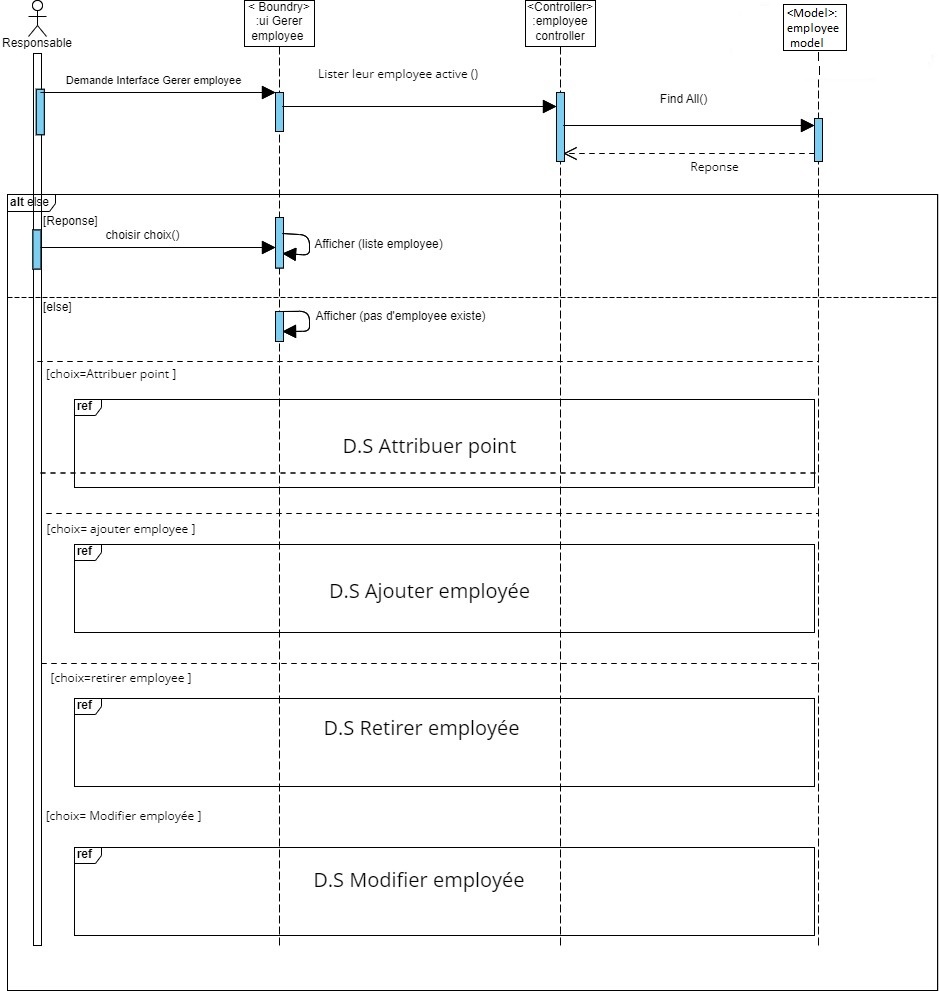 < Boundry>
:ui Gerer
employee
<Controller>
:employee
controller
<Model>:
employee
model
Responsable
Demande Interface Gerer employee
Lister leur employee active ()
Find All()
Reponse
alt else
[Reponse]
choisir choix()
Afficher (liste employee)
[else]
Afficher (pas d'employee existe)
[choix=Attribuer point ]
ref
D.S Attribuer point
[choix= ajouter employee ]
ref
D.S Ajouter employée
[choix=retirer employee ]
ref
D.S Retirer employée
[choix= Modifier employée ]
ref
D.S Modifier employée